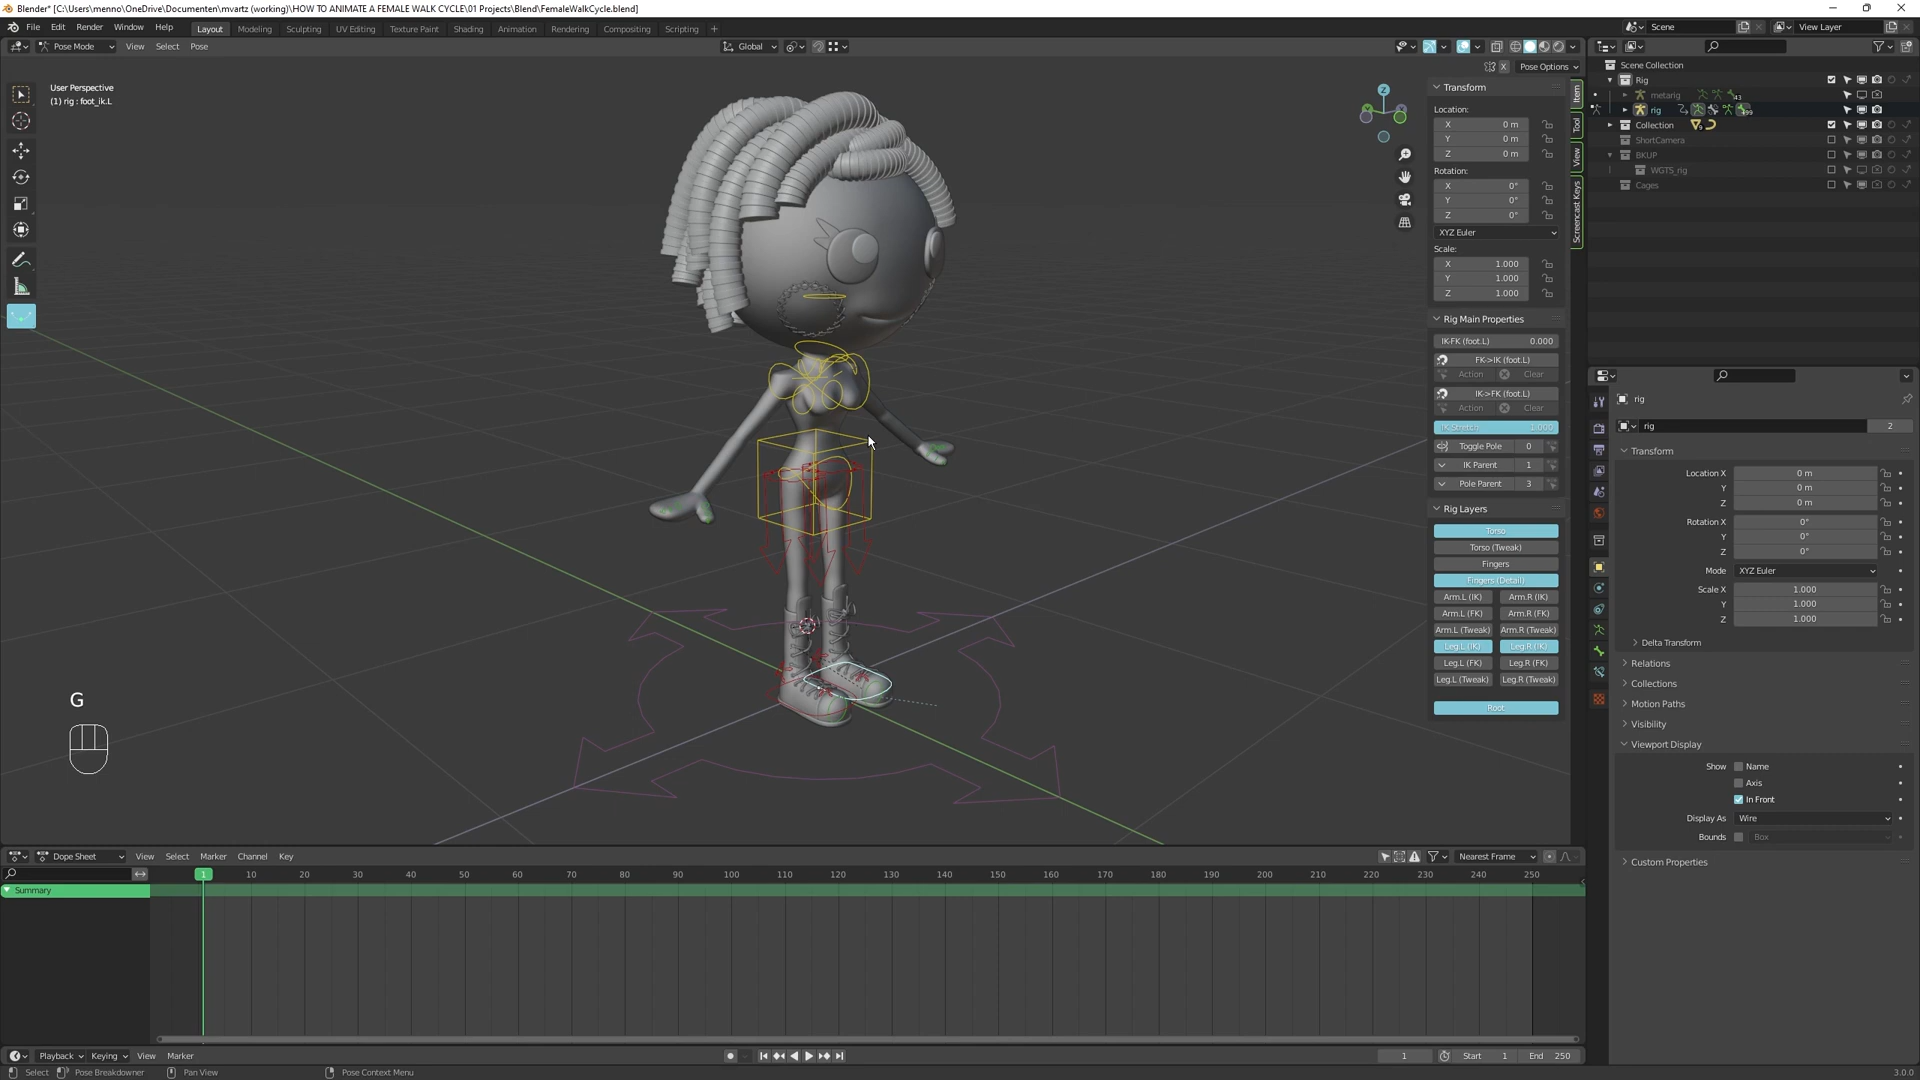 Blender* [C:\Users\menno\OneDrive\Documenten\mvartz (working)\HOW TO ANIMATE A FEMALE WALK CYCLE\01 Projects\Blend\FemaleWalkCycle.blend]
File Edit Render Window Help Layout Modeling Sculpting UV Editing Texture Paint Shading Animation Rendering Compositing Scripting + Scene View Layer
Pose Mode View Select Pose Global
X Pose Options
User Perspective
(1) rig : foot_ik.L
Z
Item
Tool
View
Screencast Keys
Transform
Location:
X 0 m
Y 0 m
Z 0 m
Rotation:
X 0°
Y 0°
Z 0°
XYZ Euler
Scale:
X 1.000
Y 1.000
Z 1.000
Rig Main Properties
IK-FK (foot.L) 0.000
FK->IK (foot.L)
Action Clear
IK->FK (foot.L)
Action Clear
IK Stretch 1.000
Toggle Pole 0
IK Parent 1
Pole Parent 3
Rig Layers
Torso
Torso (Tweak)
Fingers
Fingers (Detail)
Arm.L (IK) Arm.R (IK)
Arm.L (FK) Arm.R (FK)
Arm.L (Tweak) Arm.R (Tweak)
Leg.L (IK) Leg.R (IK)
Leg.L (FK) Leg.R (FK)
Leg.L (Tweak) Leg.R (Tweak)
Root
G
Scene Collection
Rig
metarig 43
rig
Collection
ShortCamera
BKUP
WGTS_rig
Cages
rig
rig 2
Transform
Location X 0 m
Y 0 m
Z 0 m
Rotation X 0°
Y 0°
Z 0°
Mode XYZ Euler
Scale X 1.000
Y 1.000
Z 1.000
Delta Transform
Relations
Collections
Motion Paths
Visibility
Viewport Display
Show Name
Axis
In Front
Display As Wire
Bounds Box
Custom Properties
Dope Sheet View Select Marker Channel Key Nearest Frame
1 10 20 30 40 50 60 70 80 90 100 110 120 130 140 150 160 170 180 190 200 210 220 230 240 250
Summary
Playback Keying View Marker 1 Start 1 End 250
Select Pose Breakdowner Pan View Pose Context Menu 3.0.0